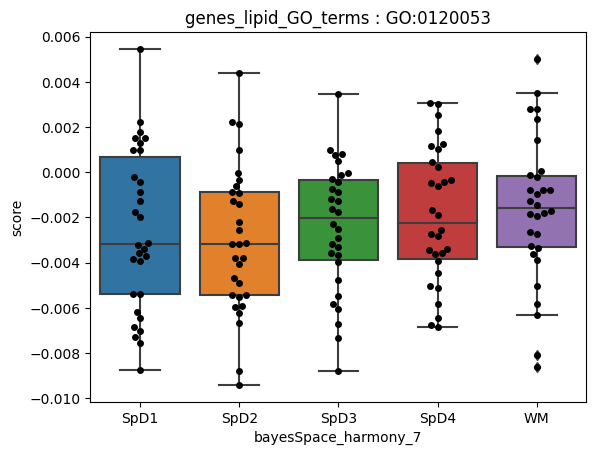 genes_lipid_GO_terms : GO:0120053
0.006
0.004
0.002
0.000
−0.002
−0.004
−0.006
−0.008
−0.010
score
SpD1 SpD2 SpD3 SpD4 WM
bayesSpace_harmony_7